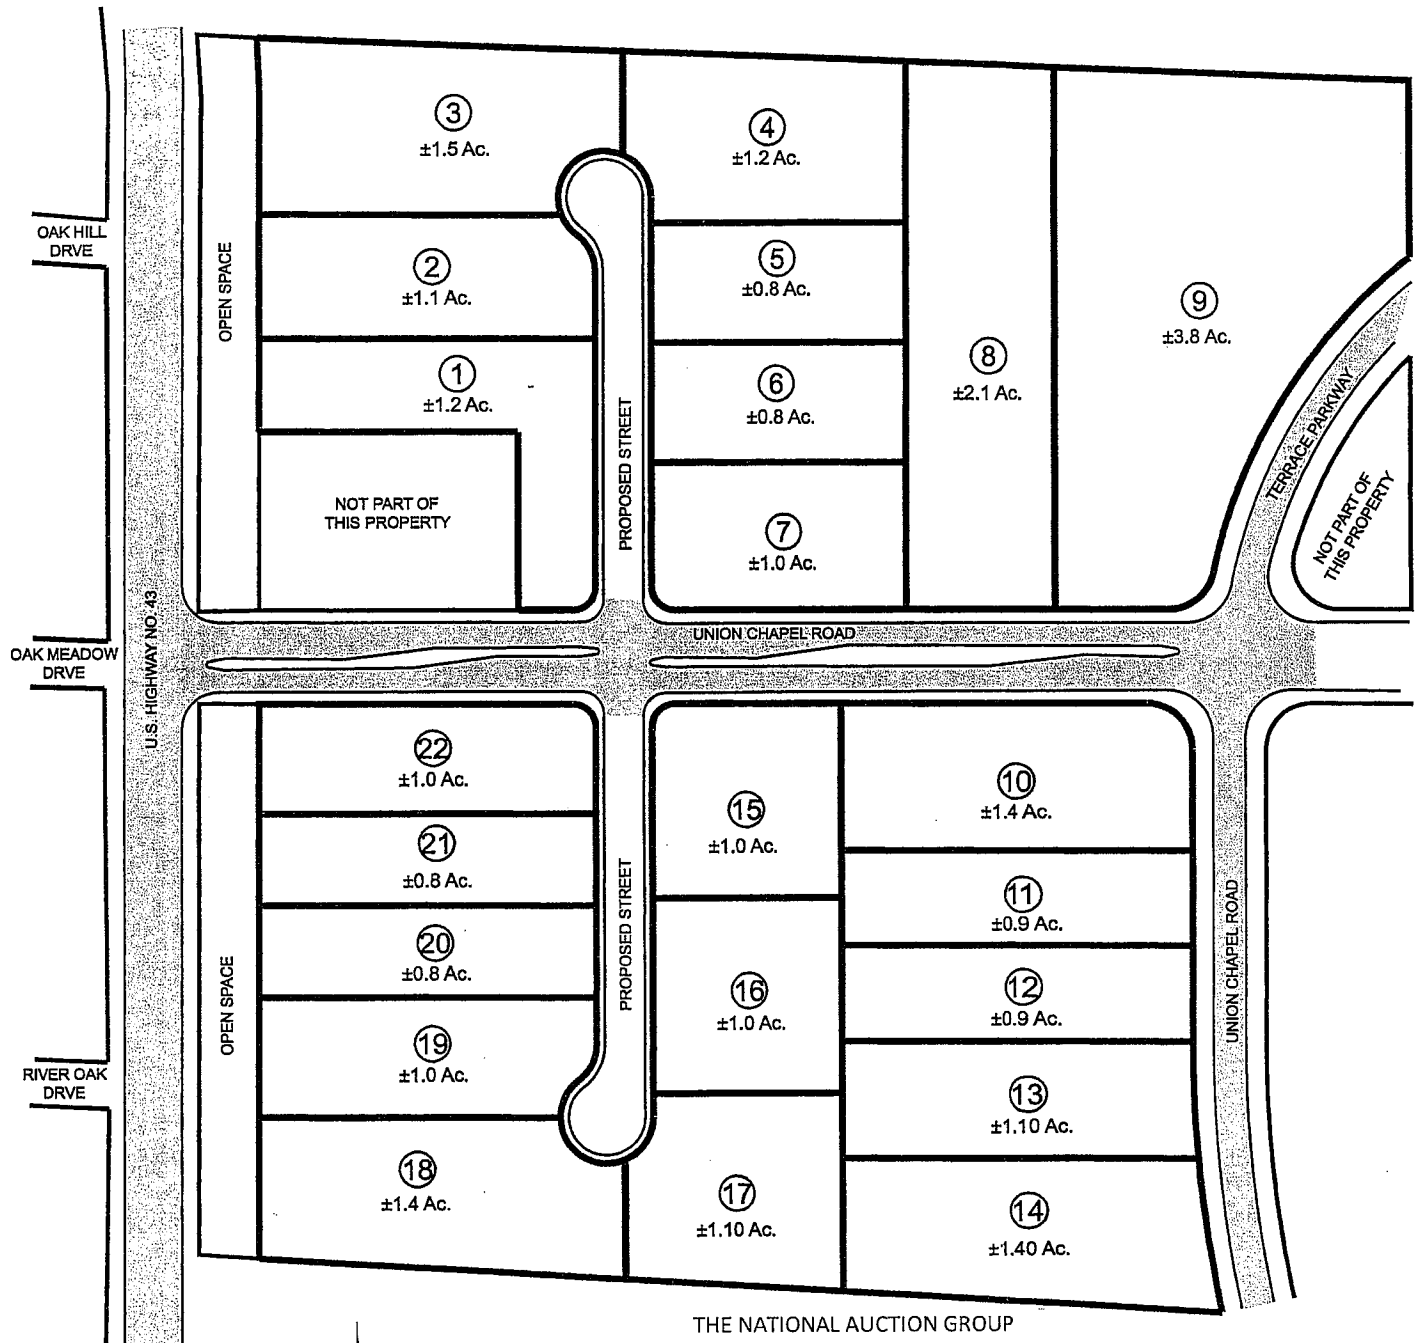 3
±1.5 Ac.
4
±1.2 Ac.
OAK HILL
DRVE
OPEN SPACE
2
±1.1 Ac.
5
±0.8 Ac.
9
±3.8 Ac.
1
±1.2 Ac.
6
±0.8 Ac.
8
±2.1 Ac.
TERRACE PARKWAY
PROPOSED STREET
NOT PART OF
THIS PROPERTY
7
±1.0 Ac.
NOT PART OF
THIS PROPERTY
U.S. HIGHWAY NO. 43
UNION CHAPEL ROAD
OAK MEADOW
DRVE
22
±1.0 Ac.
15
±1.0 Ac.
10
±1.4 Ac.
21
±0.8 Ac.
11
±0.9 Ac.
PROPOSED STREET
UNION CHAPEL ROAD
20
±0.8 Ac.
16
±1.0 Ac.
12
±0.9 Ac.
OPEN SPACE
19
±1.0 Ac.
RIVER OAK
DRVE
13
±1.10 Ac.
18
±1.4 Ac.
17
±1.10 Ac.
14
±1.40 Ac.
THE NATIONAL AUCTION GROUP